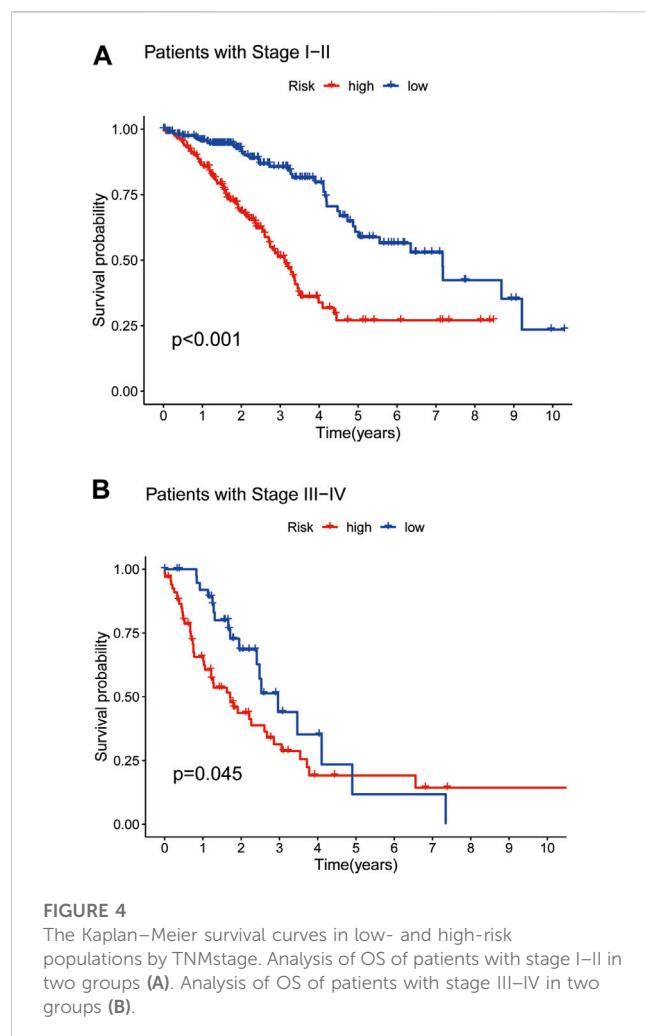 A
Patients with Stage I−II
Risk high low
1.00
0.75
0.50
0.25
0.00
Survival probability
p<0.001
0 1 2 3 4 5 6 7 8 9 10
Time(years)
B
Patients with Stage III−IV
Risk high low
1.00
0.75
0.50
0.25
0.00
Survival probability
p=0.045
0 1 2 3 4 5 6 7 8 9 10
Time(years)
FIGURE 4
The Kaplan–Meier survival curves in low- and high-risk
populations by TNMstage. Analysis of OS of patients with stage I–II in
two groups (A). Analysis of OS of patients with stage III–IV in two
groups (B).